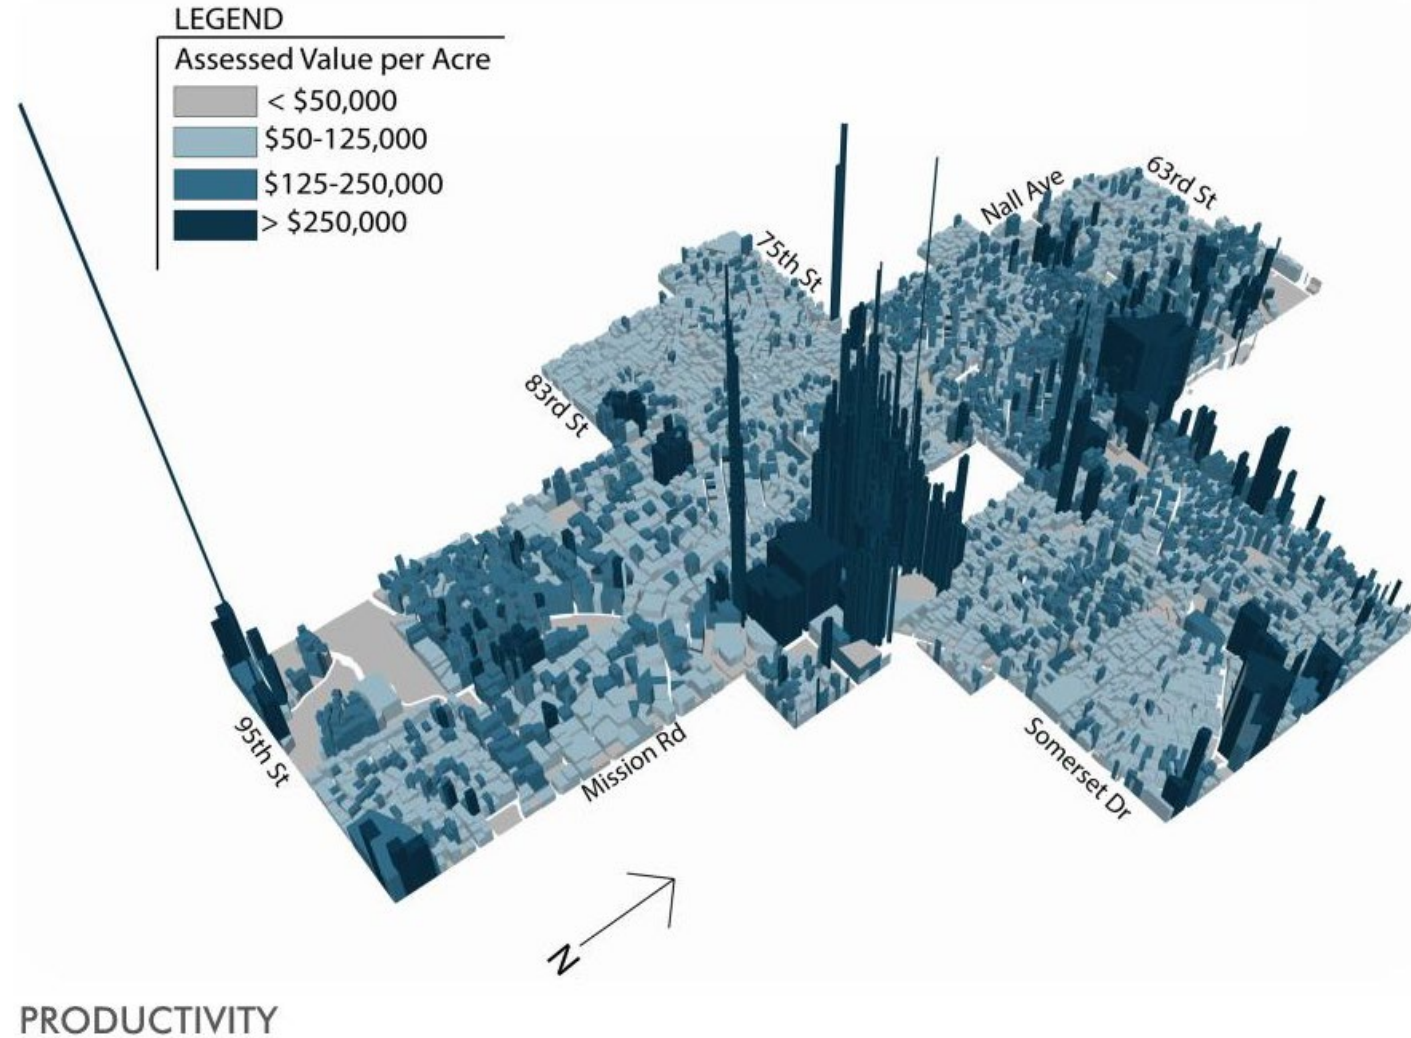 LEGEND
Assessed Value per Acre
< $50,000
$50-125,000
$125-250,000
> $250,000
63rd St
Nall Ave
75th St
83rd St
95th St
Mission Rd
Somerset Dr
N
PRODUCTIVITY